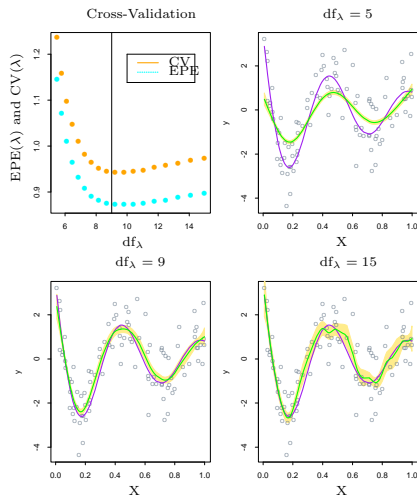 Cross-Validation
EPE(λ) and CV(λ)
0.9 1.0 1.1 1.2
CV
EPE
6 8 10 12 14
df_λ
df_λ = 5
y
-4 -2 0 2
0.0 0.2 0.4 0.6 0.8 1.0
X
df_λ = 9
y
-4 -2 0 2
0.0 0.2 0.4 0.6 0.8 1.0
X
df_λ = 15
y
-4 -2 0 2
0.0 0.2 0.4 0.6 0.8 1.0
X